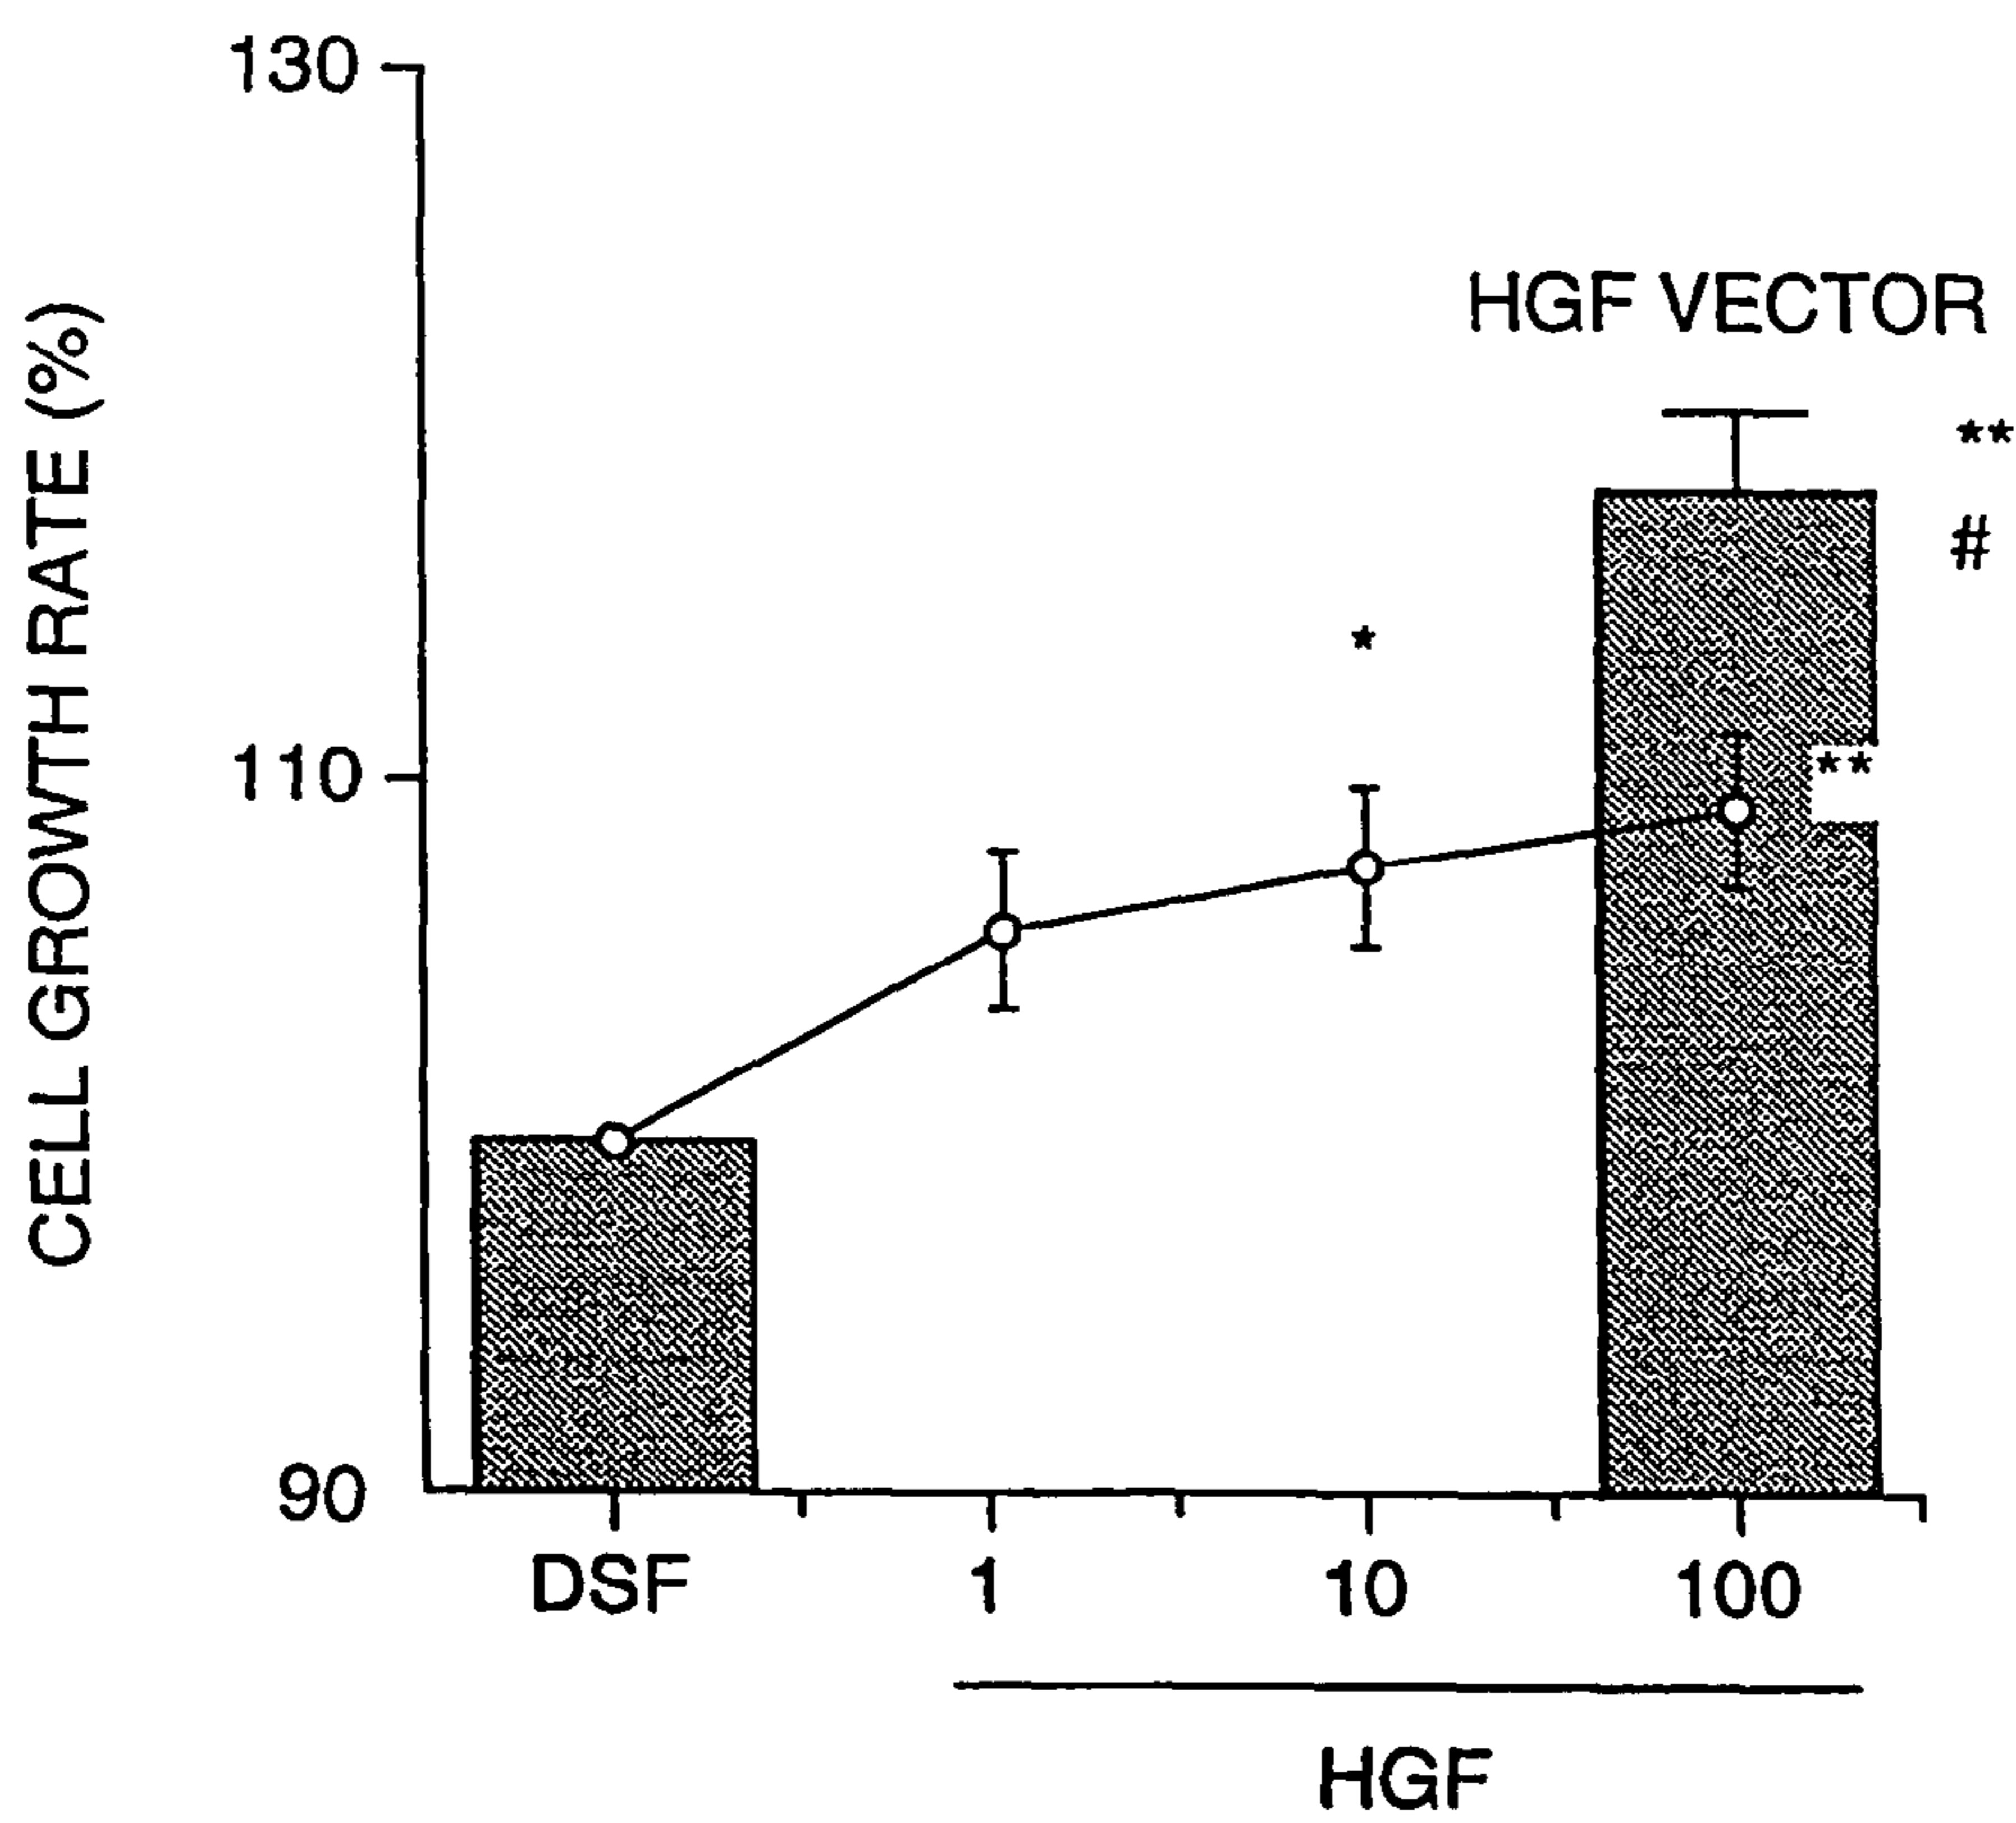 CELL GROWTH RATE (%)
130
110
90
HGF VECTOR
**
#
*
**
DSF 1 10 100
HGF